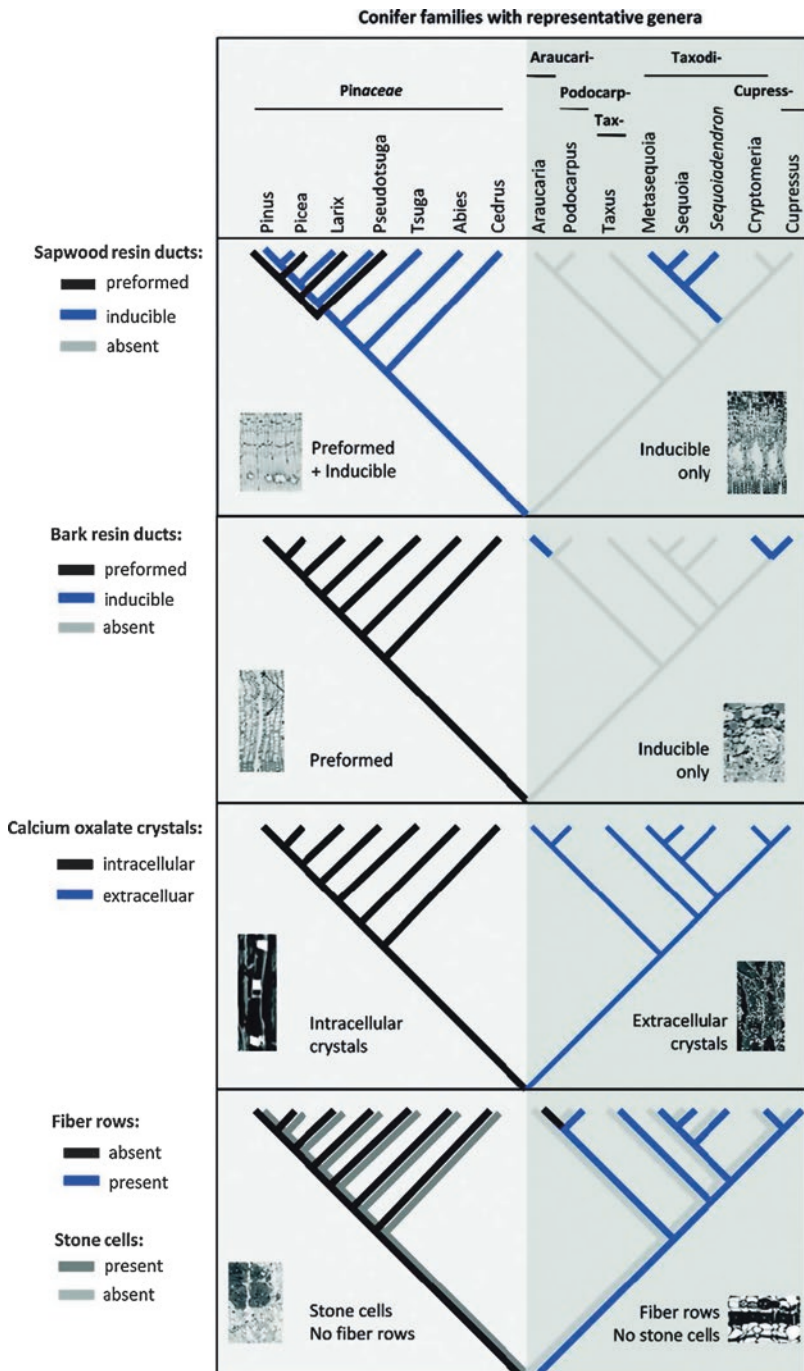 Conifer families with representative genera
Araucari-
Taxodi-
Pinaceae
Podocarp-
Cupress-
Tax-
Pinus
Picea
Larix
Pseudotsuga
Tsuga
Abies
Cedrus
Araucaria
Podocarpus
Taxus
Metasequoia
Sequoia
Sequoiadendron
Cryptomeria
Cupressus
Sapwood resin ducts:
preformed
inducible
absent
Preformed
+ Inducible
Inducible
only
Bark resin ducts:
preformed
inducible
absent
Preformed
Inducible
only
Calcium oxalate crystals:
intracellular
extracelluar
Intracellular
crystals
Extracellular
crystals
Fiber rows:
absent
present
Stone cells:
present
absent
Stone cells
No fiber rows
Fiber rows
No stone cells